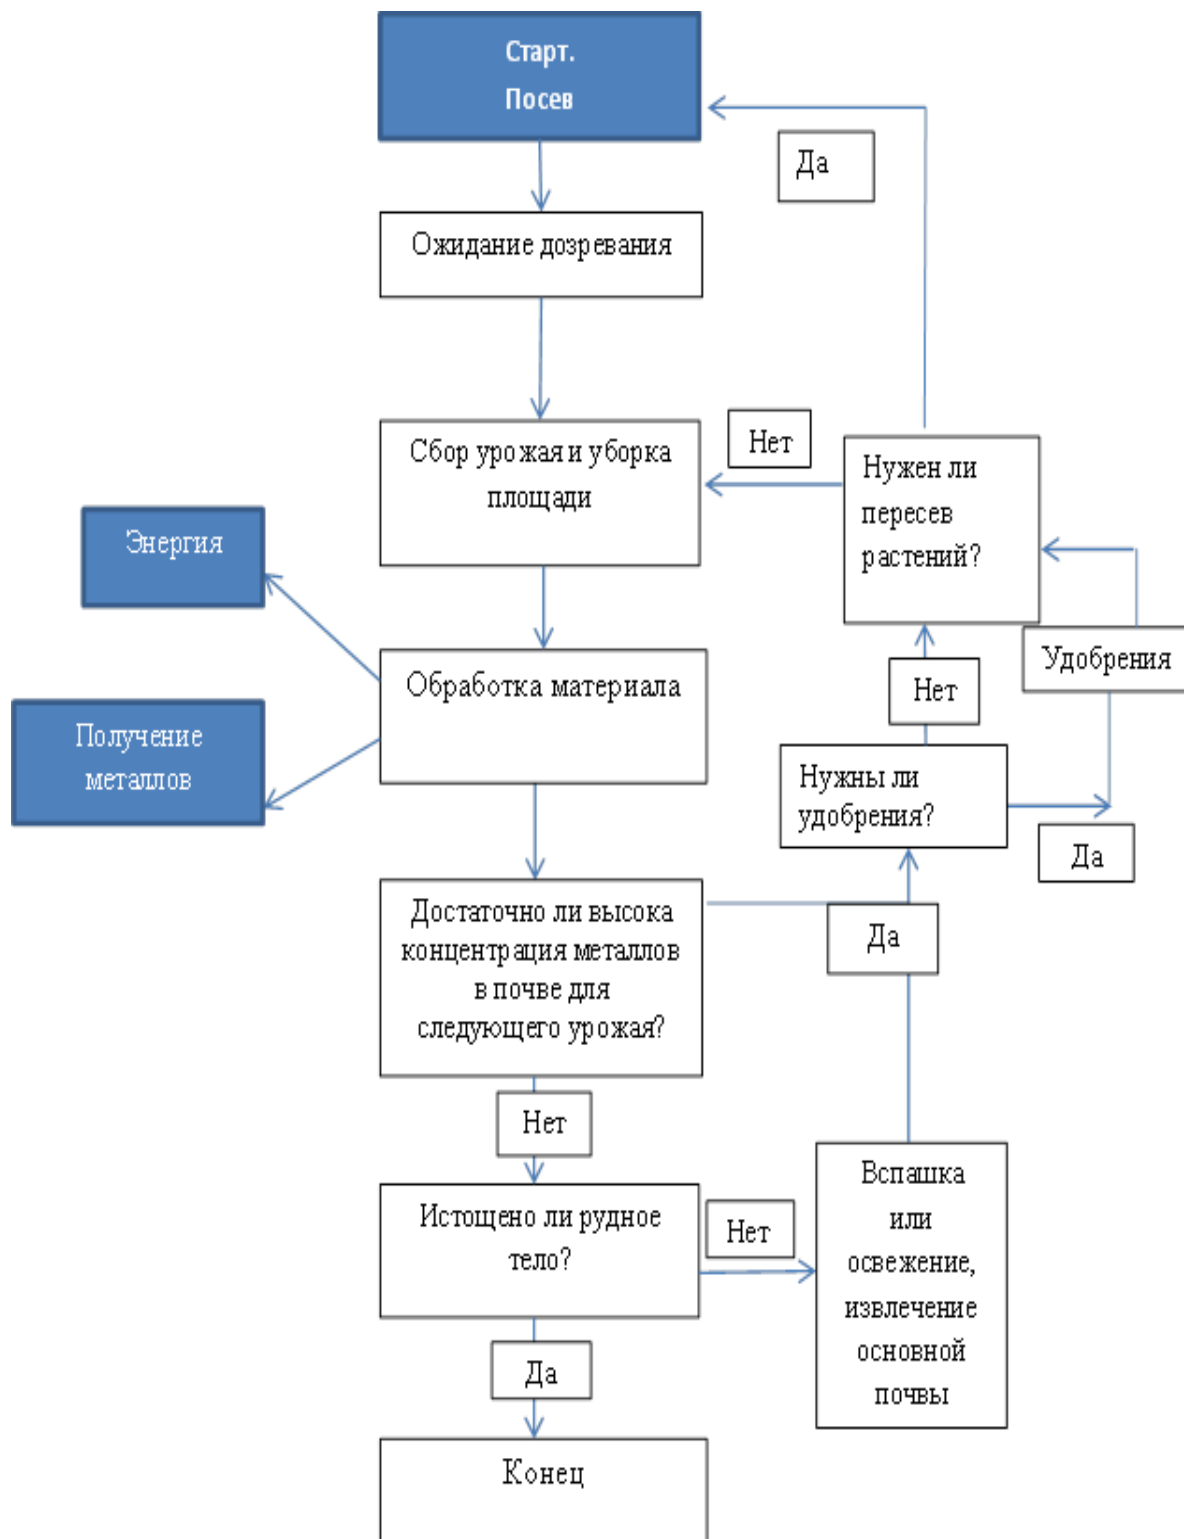 Старт.
Посев
Да
Ожидание дозревания
Нет
Сбор урожая и уборка
площади
Нужен ли
пересев
растений?
Энергия
Удобрения
Обработка материала
Нет
Получение
металлов
Нужны ли
удобрения?
Да
Достаточно ли высока
концентрация металлов
в почве для
следующего урожая?
Да
Нет
Истощено ли рудное
тело?
Нет
Вспашка
или
освежение,
извлечение
основной
почвы
Да
Конец